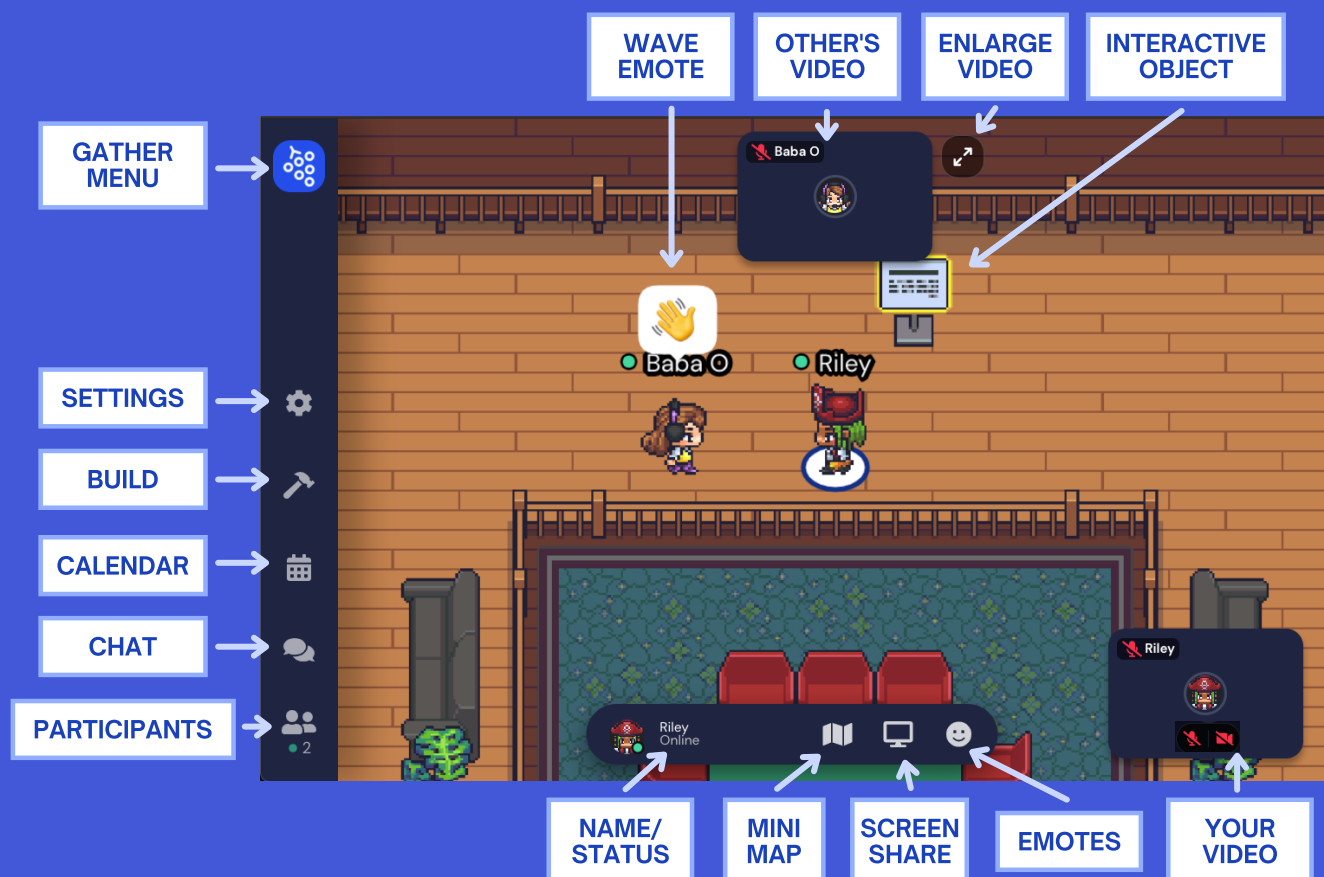 WAVE
EMOTE
OTHER'S
VIDEO
ENLARGE
VIDEO
INTERACTIVE
OBJECT
GATHER
MENU
Baba O
SETTINGS
Baba O
Riley
BUILD
CALENDAR
CHAT
Riley
PARTICIPANTS
2
Riley
Online
NAME/
STATUS
MINI
MAP
SCREEN
SHARE
EMOTES
YOUR
VIDEO